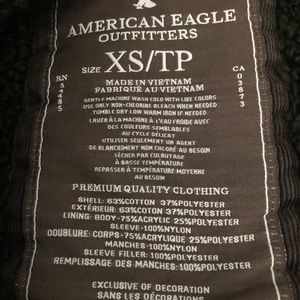 AMERICAN EAGLE
OUTFITTERS
SIZE XS/TP
RN
54485
CA
03873
MADE IN VIETNAM
FABRIQUÉ AU VIETNAM
GENTLE MACHINE WASH COLD WITH LIKE COLORS
USE ONLY NON-CHLORINE BLEACH WHEN NEEDED
TUMBLE DRY LOW WARM IRON IF NEEDED
LAVER À LA MACHINE À L'EAU FROIDE AVEC
DES COULEURS SEMBLABLES
AU CYCLE DÉLICAT
UTILISER SEULEMENT UN AGENT
DE BLANCHIMENT NON CHLORÉ AU BESOIN
SÉCHER PAR CULBUTAGE
À BASSE TEMPÉRATURE
REPASSER À TEMPÉRATURE MOYENNE
AU BESOIN
PREMIUM QUALITY CLOTHING
SHELL: 63%COTTON 37%POLYESTER
EXTÉRIEUR: 63%COTON 37%POLYESTER
LINING: BODY-75%ACRYLIC 25%POLYESTER
SLEEVE-100%NYLON
DOUBLURE: CORPS-75%ACRYLIQUE 25%POLYESTER
MANCHES-100%NYLON
SLEEVE FILLER: 100%POLYESTER
REMPLISSAGE DES MANCHES: 100%POLYESTER
EXCLUSIVE OF DECORATION
SANS LES DÉCORATIONS